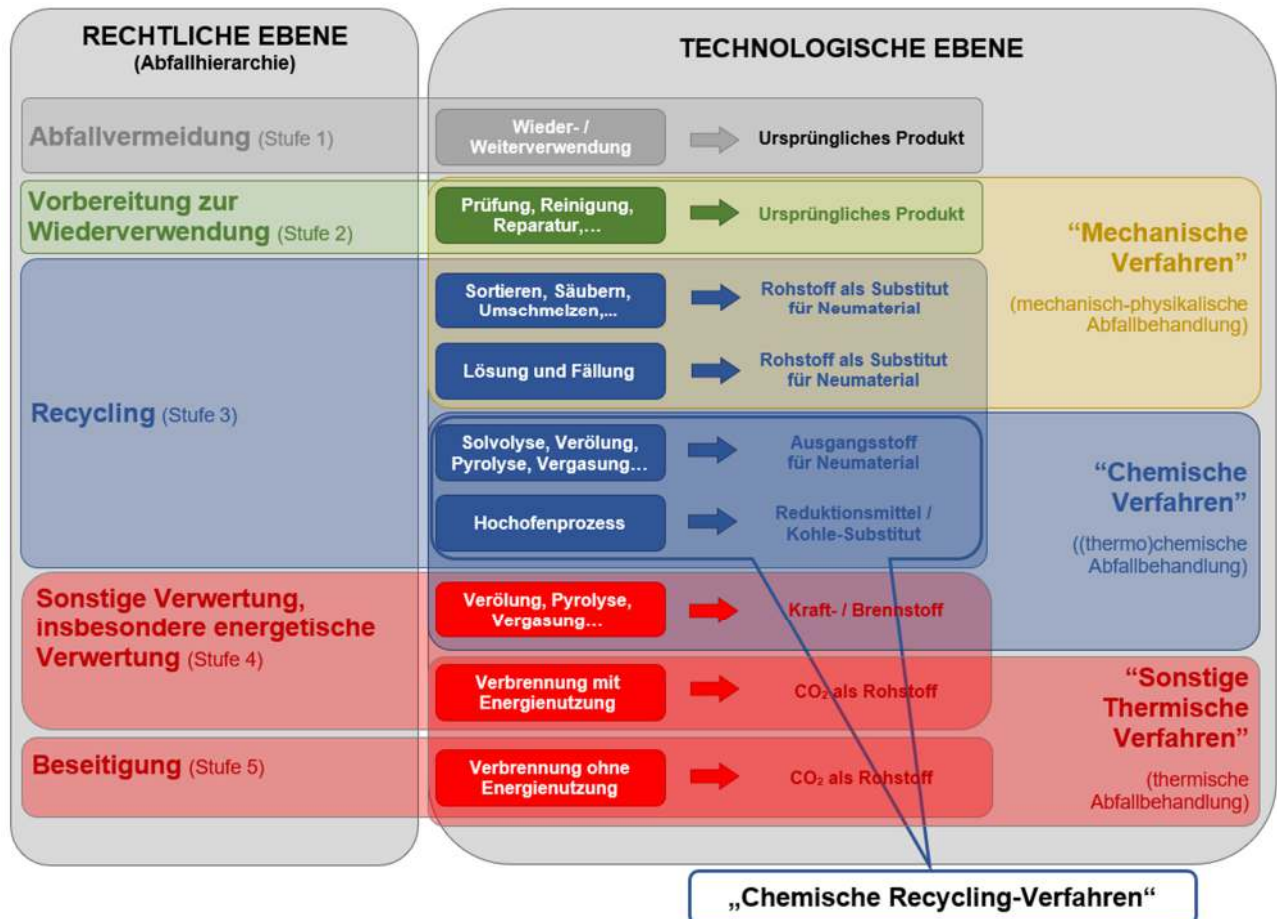 RECHTLICHE EBENE
(Abfallhierarchie)
TECHNOLOGISCHE EBENE
Abfallvermeidung (Stufe 1)
Wieder- /
Weiterverwendung
Ursprüngliches Produkt
Vorbereitung zur
Wiederverwendung (Stufe 2)
Prüfung, Reinigung,
Reparatur,…
Ursprüngliches Produkt
“Mechanische
Verfahren”
(mechanisch-physikalische
Abfallbehandlung)
Recycling (Stufe 3)
Sortieren, Säubern,
Umschmelzen,...
Rohstoff als Substitut
für Neumaterial
Lösung und Fällung
Rohstoff als Substitut
für Neumaterial
Solvolyse, Verölung,
Pyrolyse, Vergasung…
Ausgangsstoff
für Neumaterial
Hochofenprozess
Reduktionsmittel /
Kohle-Substitut
“Chemische
Verfahren”
((thermo)chemische
Abfallbehandlung)
Sonstige Verwertung,
insbesondere energetische
Verwertung (Stufe 4)
Verölung, Pyrolyse,
Vergasung…
Kraft- / Brennstoff
Verbrennung mit
Energienutzung
CO₂ als Rohstoff
“Sonstige
Thermische
Verfahren”
(thermische
Abfallbehandlung)
Beseitigung (Stufe 5)
Verbrennung ohne
Energienutzung
CO₂ als Rohstoff
„Chemische Recycling-Verfahren“